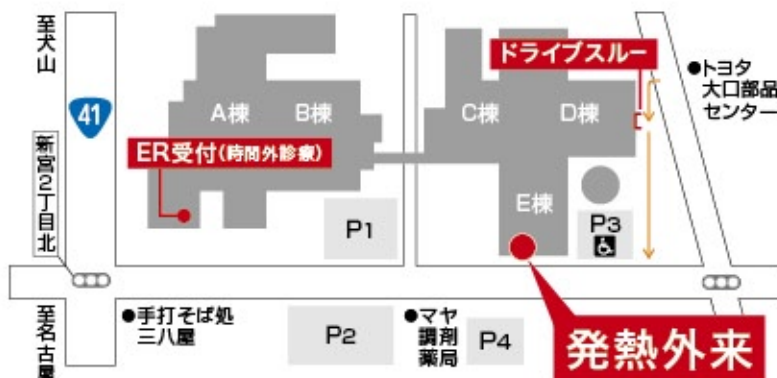 至犬山
41
新宮2丁目北
至名古屋
A棟
B棟
ER受付(時間外診療)
P1
C棟
D棟
ドライブスルー
E棟
P3
●トヨタ
大口部品
センター
●手打そば処
三八屋
P2
●マヤ
調剤
薬局
P4
発熱外来